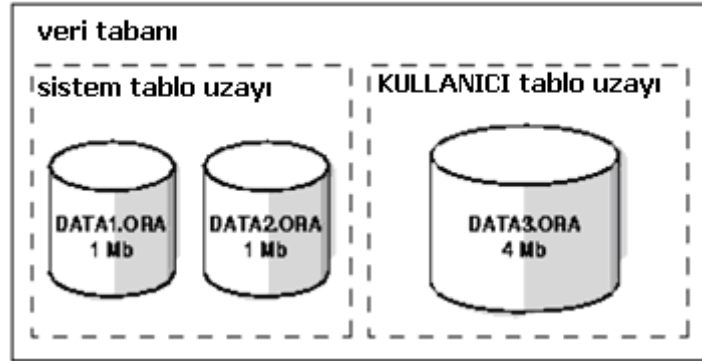 veri tabanı
sistem tablo uzayı
KULLANICI tablo uzayı
DATA1.ORA
1 Mb
DATA2.ORA
1 Mb
DATA3.ORA
4 Mb